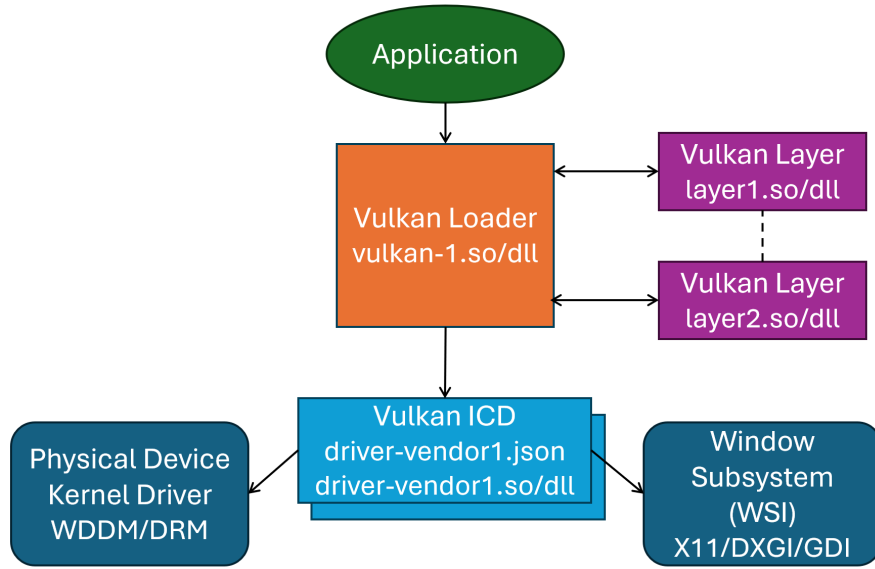 Application
Vulkan Loader
vulkan-1.so/dll
Vulkan Layer
layer1.so/dll
Vulkan Layer
layer2.so/dll
Vulkan ICD
driver-vendor1.json
driver-vendor1.so/dll
Physical Device
Kernel Driver
WDDM/DRM
Window
Subsystem
(WSI)
X11/DXGI/GDI